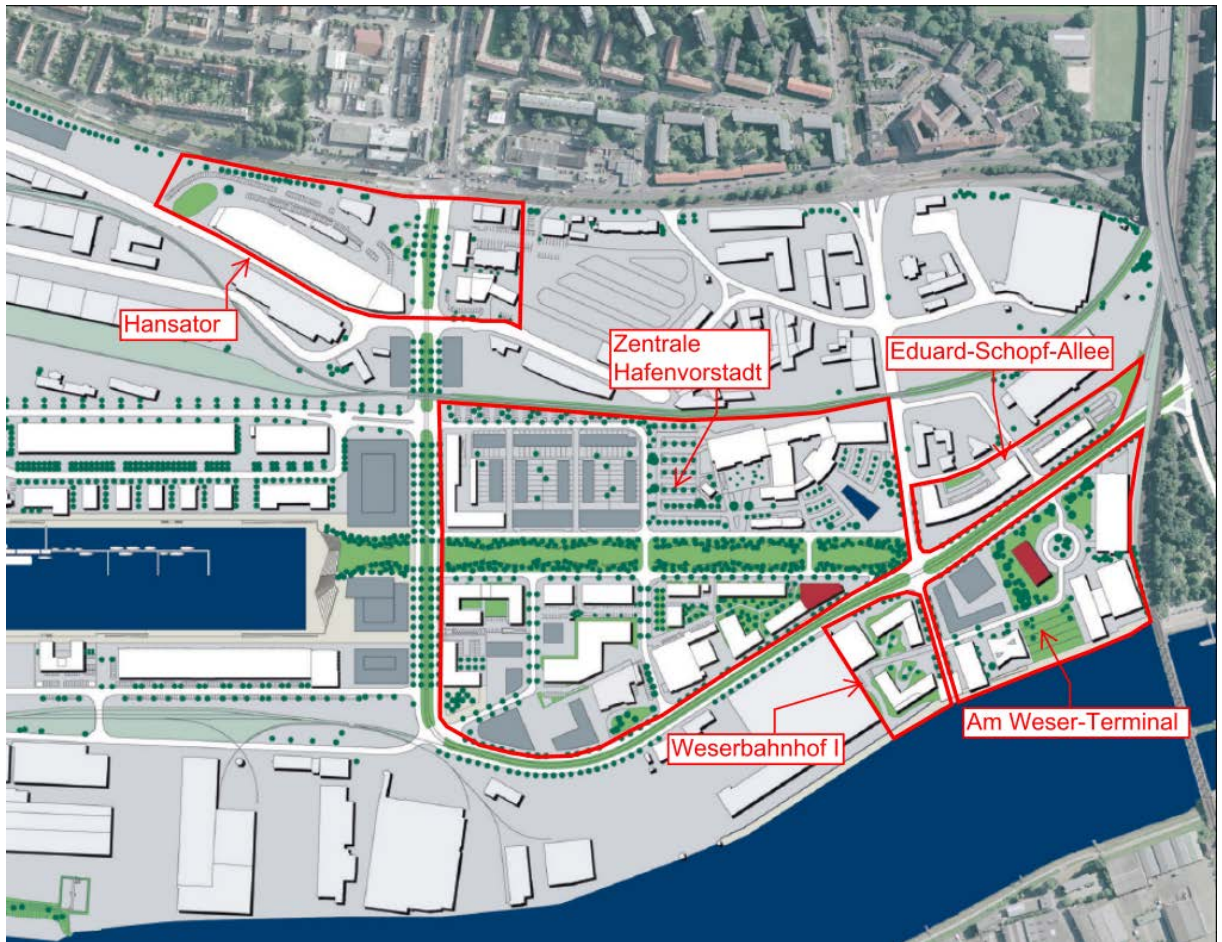 Hansator
Zentrale
Hafenvorstadt
Eduard-Schopf-Allee
Weserbahnhof I
Am Weser-Terminal